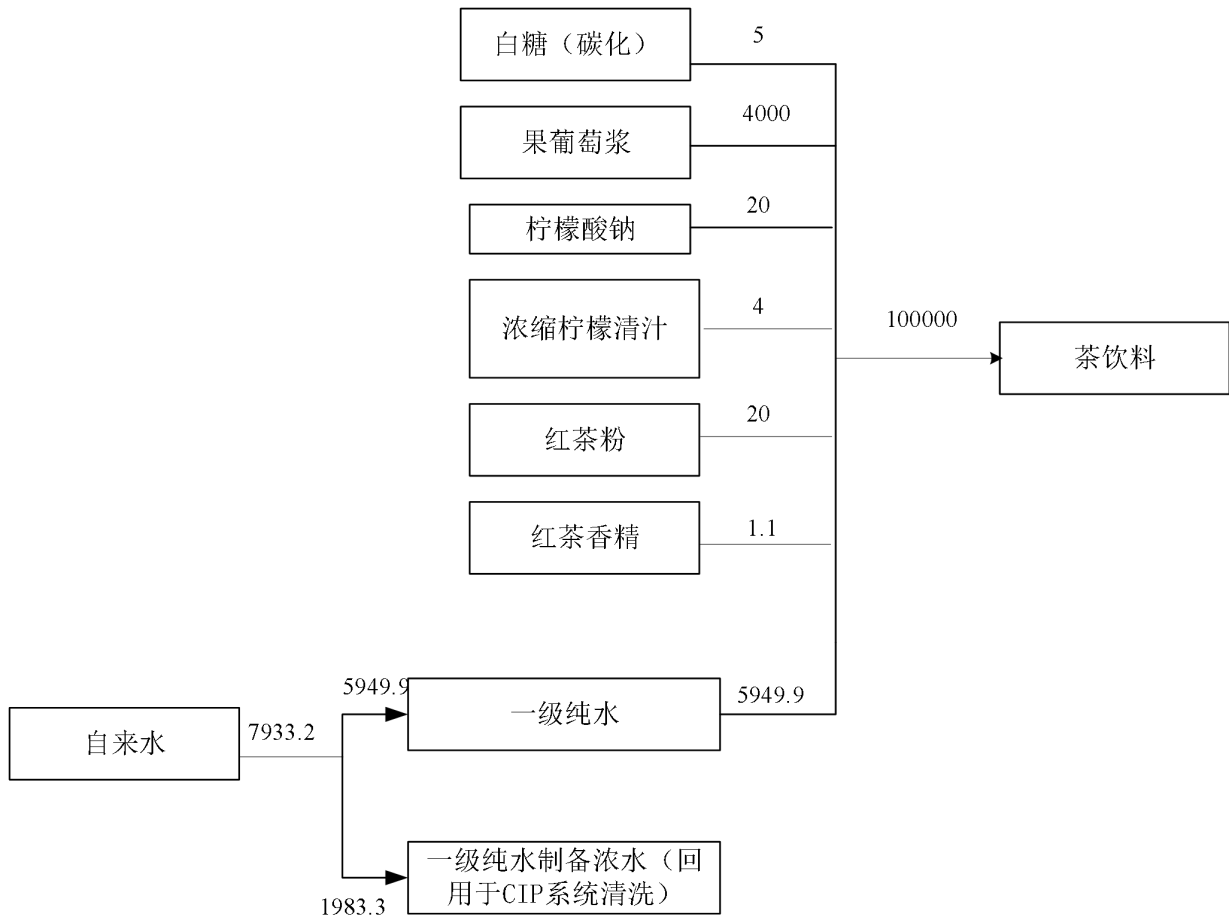 白糖（碳化）
5
果葡萄浆
4000
柠檬酸钠
20
浓缩柠檬清汁
4
100000
茶饮料
红茶粉
20
红茶香精
1.1
自来水
7933.2
5949.9
一级纯水
5949.9
1983.3
一级纯水制备浓水（回
用于CIP系统清洗）